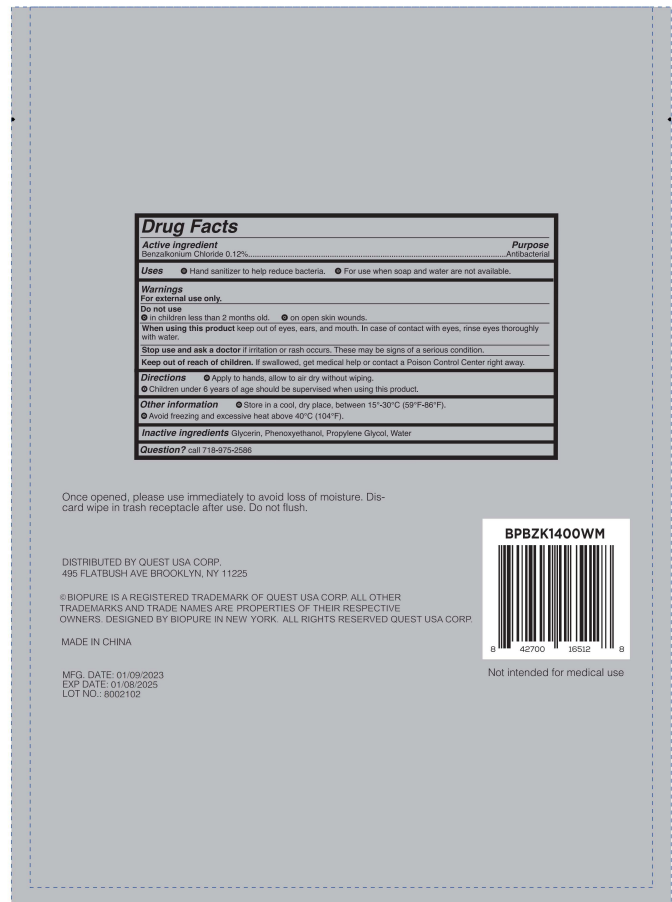 Drug Facts
Active ingredient Purpose
Benzalkonium Chloride 0.12%..........................................................................................Antibacterial
Uses Hand sanitizer to help reduce bacteria. For use when soap and water are not available.
Warnings
For external use only.
Do not use
in children less than 2 months old. on open skin wounds.
When using this product keep out of eyes, ears, and mouth. In case of contact with eyes, rinse eyes thoroughly
with water.
Stop use and ask a doctor if irritation or rash occurs. These may be signs of a serious condition.
Keep out of reach of children. If swallowed, get medical help or contact a Poison Control Center right away.
Directions Apply to hands, allow to air dry without wiping.
Children under 6 years of age should be supervised when using this product.
Other information Store in a cool, dry place, between 15°-30°C (59°F-86°F).
Avoid freezing and excessive heat above 40°C (104°F).
Inactive ingredients Glycerin, Phenoxyethanol, Propylene Glycol, Water
Question? call 718-975-2586
Once opened, please use immediately to avoid loss of moisture. Dis-
card wipe in trash receptacle after use. Do not flush.
DISTRIBUTED BY QUEST USA CORP.
495 FLATBUSH AVE BROOKLYN, NY 11225
©BIOPURE IS A REGISTERED TRADEMARK OF QUEST USA CORP. ALL OTHER
TRADEMARKS AND TRADE NAMES ARE PROPERTIES OF THEIR RESPECTIVE
OWNERS. DESIGNED BY BIOPURE IN NEW YORK. ALL RIGHTS RESERVED QUEST USA CORP.
MADE IN CHINA
MFG. DATE: 01/09/2023
EXP DATE: 01/08/2025
LOT NO.: 8002102
BPBZK1400WM
8 42700 16512 8
Not intended for medical use